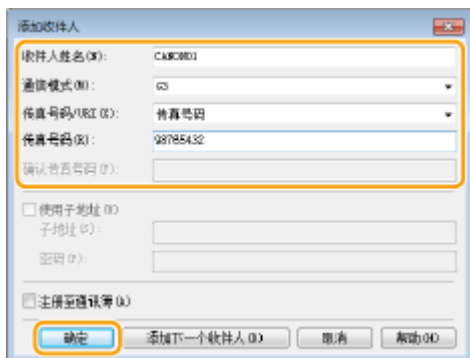 添加收件人
收件人姓名(N): CANON01
通信模式(M): G3
传真号码/URI(X): 传真号码
传真号码(R): 98765432
确认传真号码(F):
使用子地址(U)
子地址(S):
密码(P):
注册至通讯簿(A)
确定 添加下一个收件人(D) 取消 帮助(H)